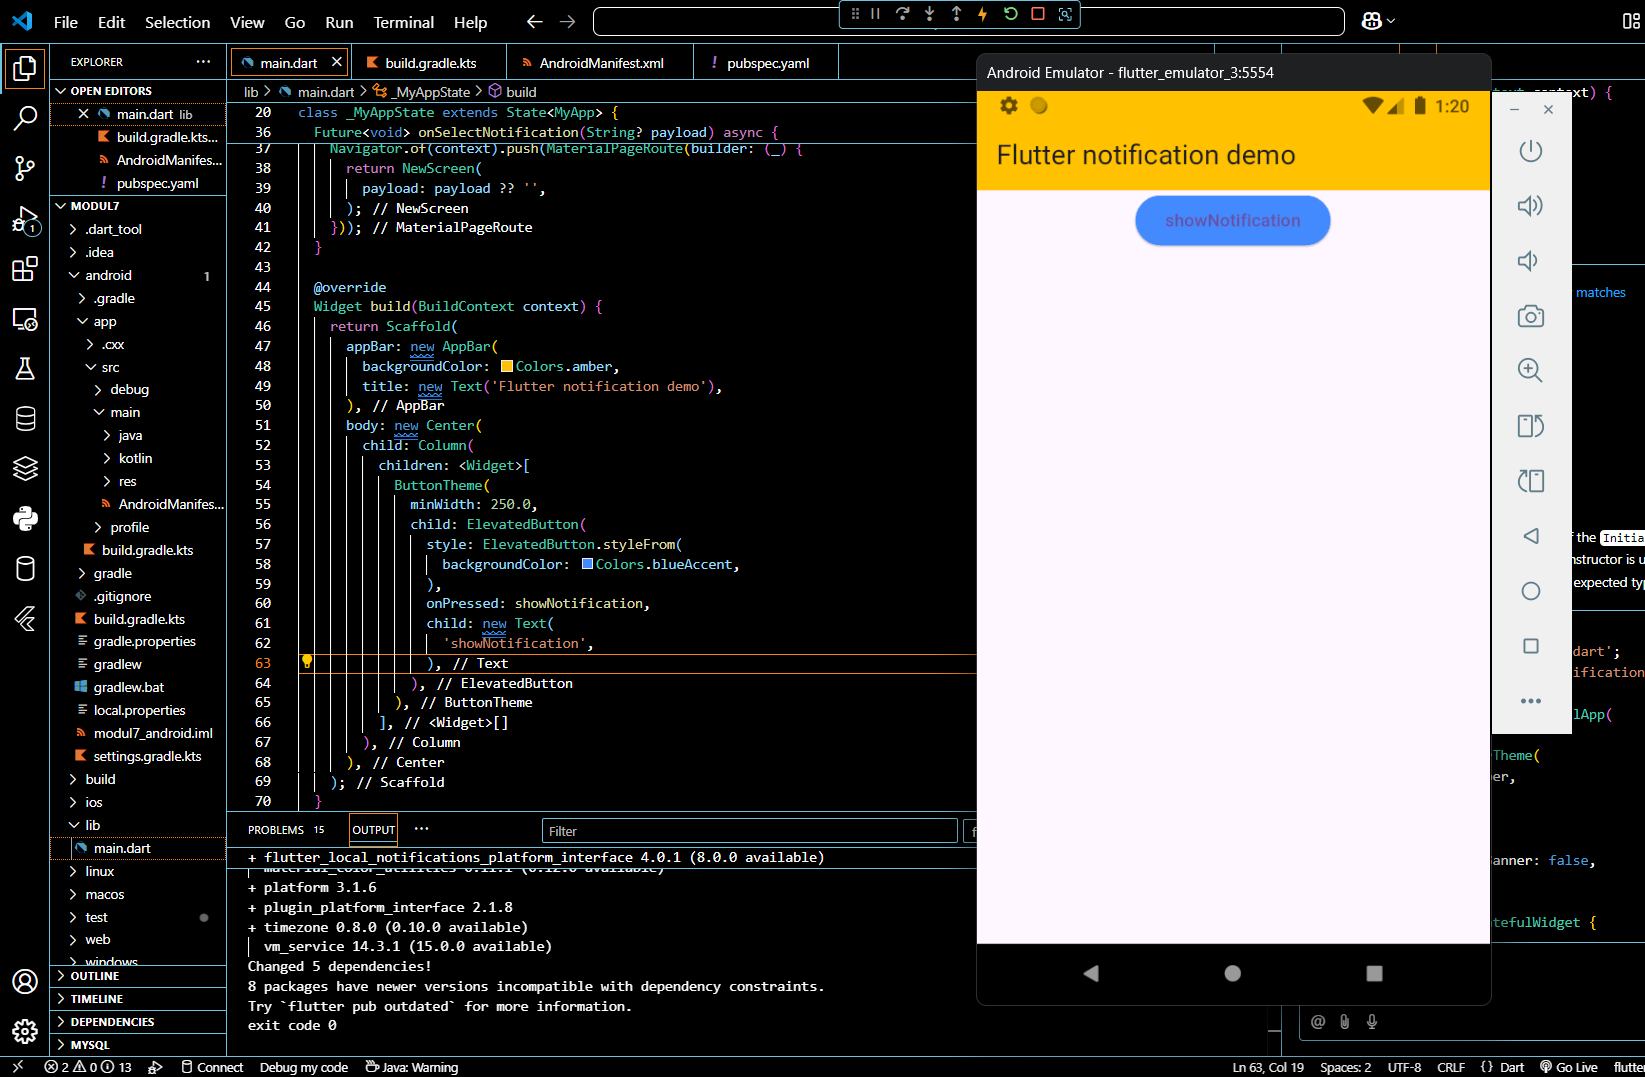 File Edit Selection View Go Run Terminal Help
EXPLORER
main.dart
build.gradle.kts
AndroidManifest.xml
! pubspec.yaml
OPEN EDITORS
main.dart lib
build.gradle.kts...
AndroidManifes...
! pubspec.yaml
MODUL7
.dart_tool
.idea
android 1
.gradle
app
.cxx
src
debug
main
java
kotlin
res
AndroidManifes...
profile
build.gradle.kts
gradle
.gitignore
build.gradle.kts
gradle.properties
gradlew
gradlew.bat
local.properties
modul7_android.iml
settings.gradle.kts
build
ios
lib
main.dart
linux
macos
test
web
windows
OUTLINE
TIMELINE
DEPENDENCIES
MYSQL
1
lib > main.dart > _MyAppState > build
20 class _MyAppState extends State<MyApp> {
36 Future<void> onSelectNotification(String? payload) async {
37 Navigator.of(context).push(MaterialPageRoute(builder: (_) {
38 return NewScreen(
39 payload: payload ?? '',
40 ); // NewScreen
41 })); // MaterialPageRoute
42 }
43
44 @override
45 Widget build(BuildContext context) {
46 return Scaffold(
47 appBar: new AppBar(
48 backgroundColor: Colors.amber,
49 title: new Text('Flutter notification demo'),
50 ), // AppBar
51 body: new Center(
52 child: Column(
53 children: <Widget>[
54 ButtonTheme(
55 minWidth: 250.0,
56 child: ElevatedButton(
57 style: ElevatedButton.styleFrom(
58 backgroundColor: Colors.blueAccent,
59 ),
60 onPressed: showNotification,
61 child: new Text(
62 'showNotification',
63 ), // Text
64 ), // ElevatedButton
65 ), // ButtonTheme
66 ], // <Widget>[]
67 ), // Column
68 ), // Center
69 ); // Scaffold
70 }
PROBLEMS 15 OUTPUT ...
Filter
+ flutter_local_notifications_platform_interface 4.0.1 (8.0.0 available)
material_color_utilities 0.11.1 (0.12.0 available)
+ platform 3.1.6
+ plugin_platform_interface 2.1.8
+ timezone 0.8.0 (0.10.0 available)
vm_service 14.3.1 (15.0.0 available)
Changed 5 dependencies!
8 packages have newer versions incompatible with dependency constraints.
Try `flutter pub outdated` for more information.
exit code 0
Android Emulator - flutter_emulator_3:5554
1:20
Flutter notification demo
showNotification
context) {
matches
the Initia
nstructor is u
expected typ
dart';
ification
lApp(
Theme(
er,
anner: false,
tefulWidget {
2 0 13 Connect Debug my code Java: Warning
Ln 63, Col 19 Spaces: 2 UTF-8 CRLF {} Dart Go Live flutter